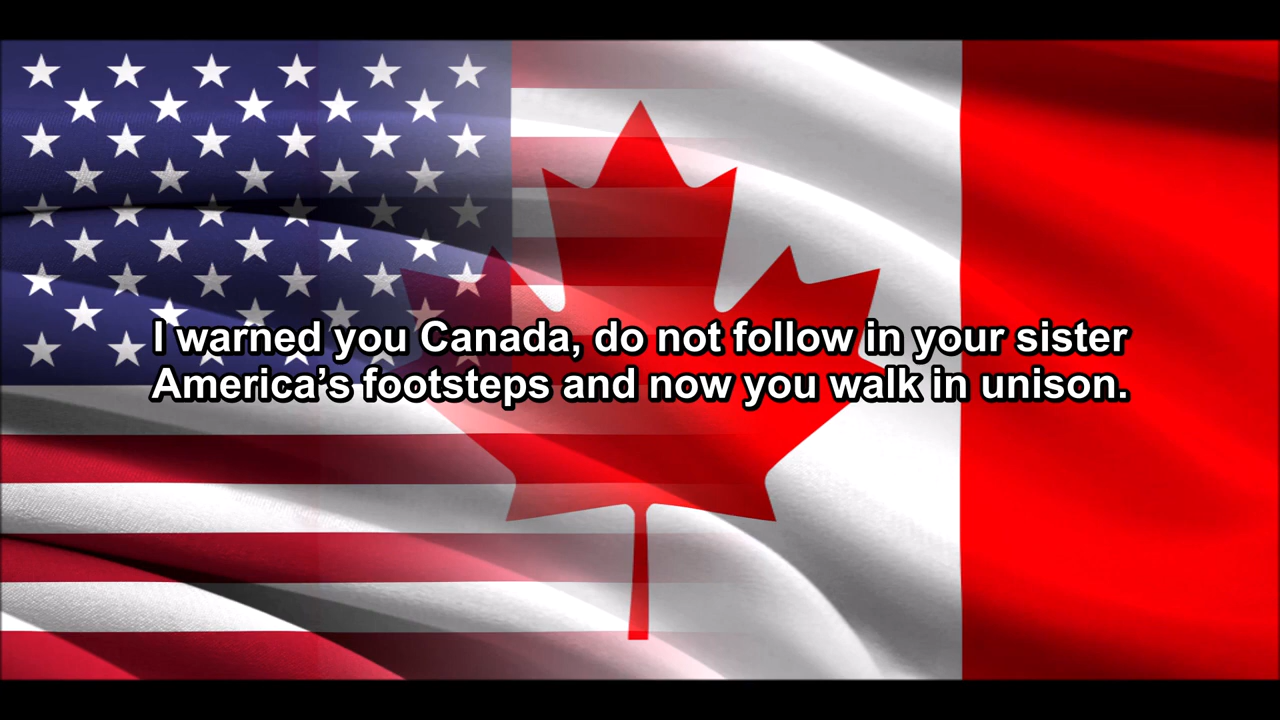 I warned you Canada, do not follow in your sister
America’s footsteps and now you walk in unison.